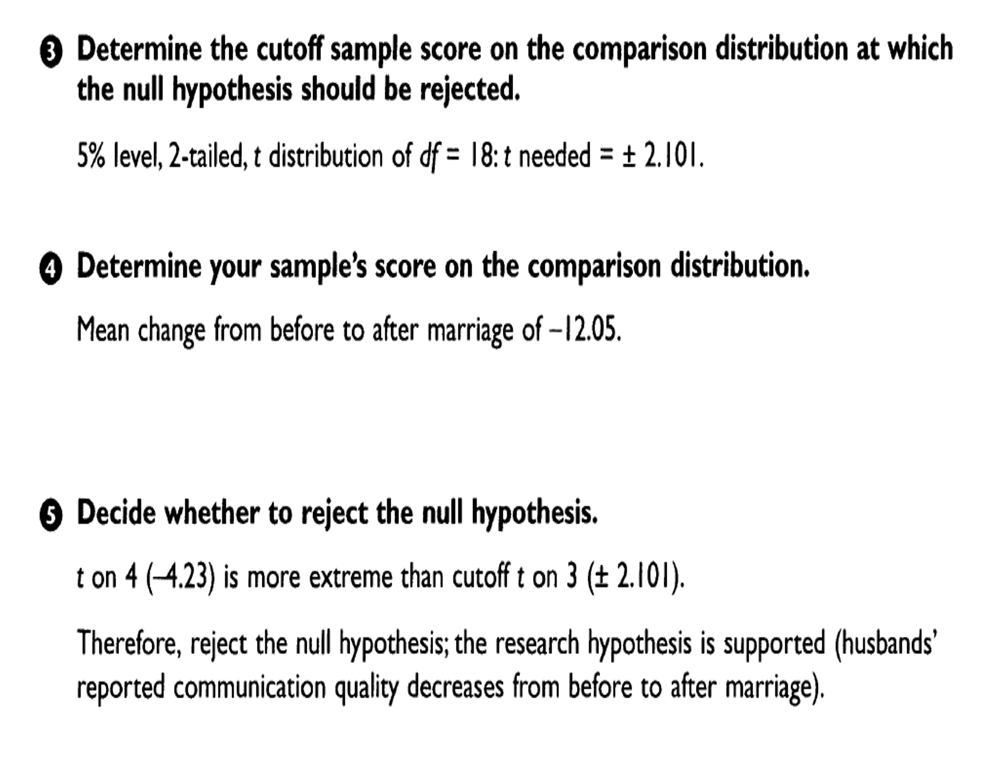 3 Determine the cutoff sample score on the comparison distribution at which
the null hypothesis should be rejected.
5% level, 2-tailed, t distribution of df = 18: t needed = ± 2.101.
4 Determine your sample’s score on the comparison distribution.
Mean change from before to after marriage of –12.05.
5 Decide whether to reject the null hypothesis.
t on 4 (–4.23) is more extreme than cutoff t on 3 (± 2.101).
Therefore, reject the null hypothesis; the research hypothesis is supported (husbands’
reported communication quality decreases from before to after marriage).